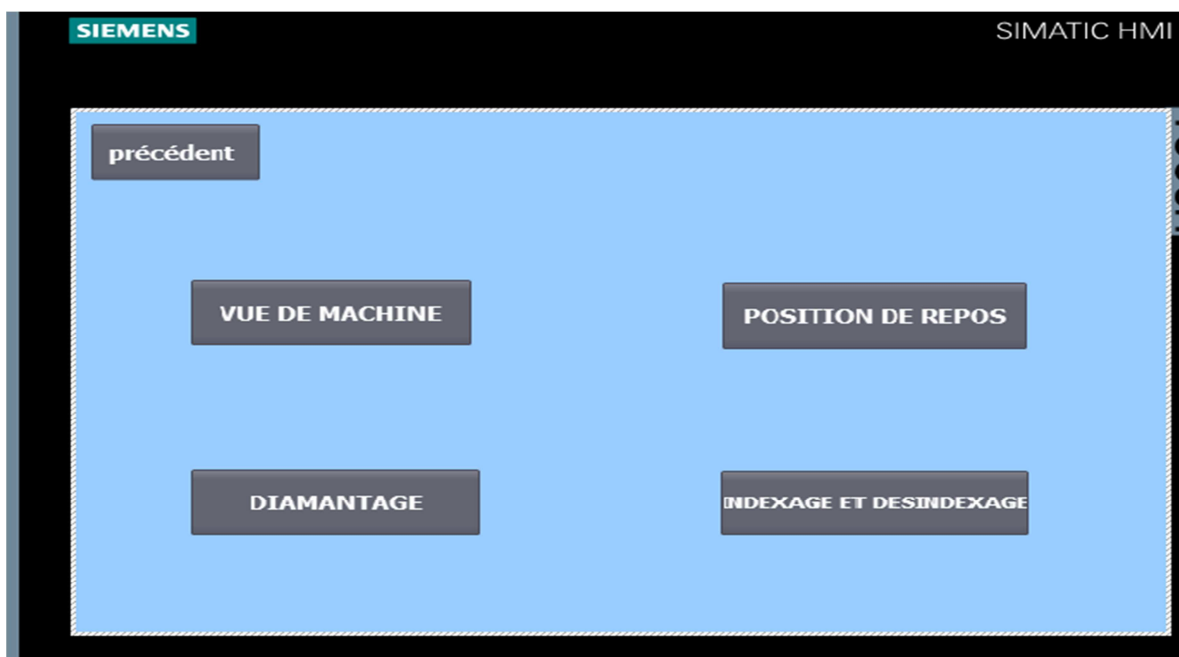 SIEMENS
SIMATIC HMI
précédent
VUE DE MACHINE
POSITION DE REPOS
DIAMANTAGE
INDEXAGE ET DESINDEXAGE